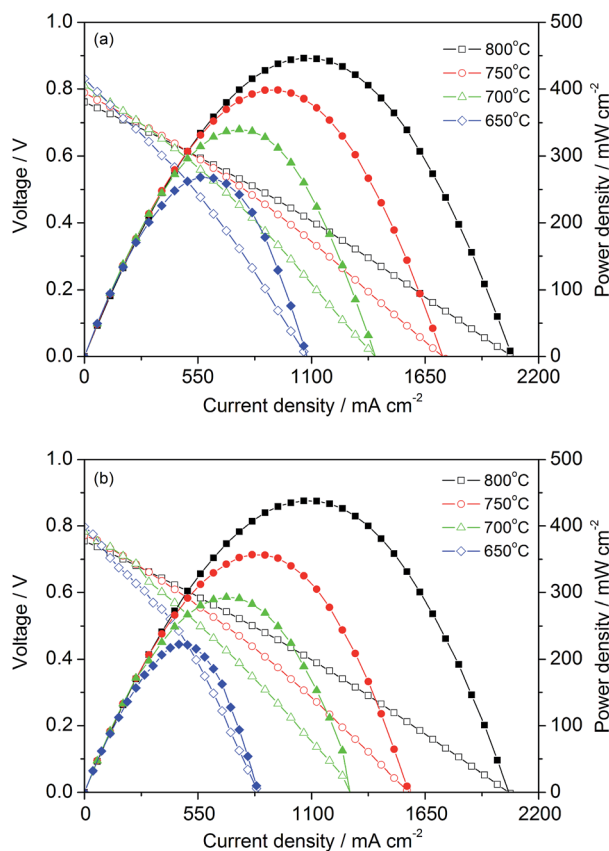 (a)
800°C
750°C
700°C
650°C
1.0
0.8
0.6
0.4
0.2
0.0
Voltage / V
500
400
300
200
100
0
Power density / mW cm⁻²
0 550 1100 1650 2200
Current density / mA cm⁻²
(b)
800°C
750°C
700°C
650°C
1.0
0.8
0.6
0.4
0.2
0.0
Voltage / V
500
400
300
200
100
0
Power density / mW cm⁻²
0 550 1100 1650 2200
Current density / mA cm⁻²